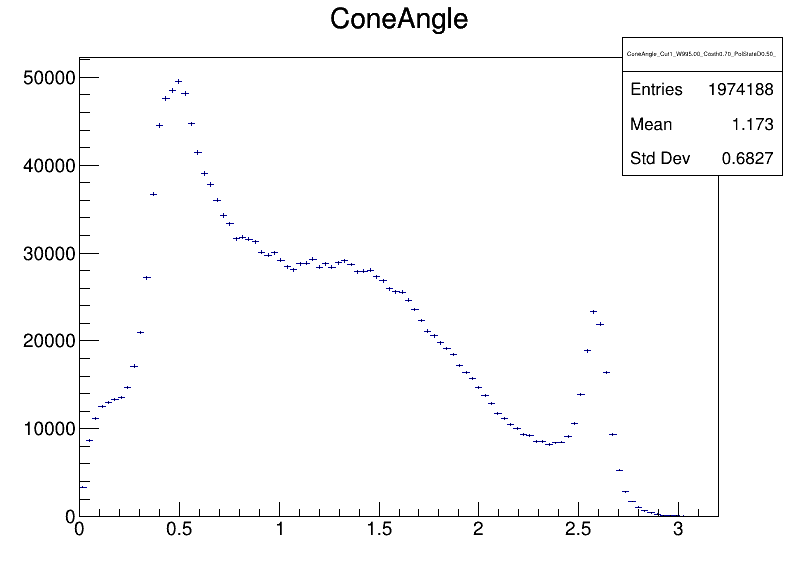 ConeAngle
ConeAngle_Cut1_W995.00_Costh0.70_PolStateD0.50_
Entries 1974188
Mean 1.173
Std Dev 0.6827
50000
40000
30000
20000
10000
0
0 0.5 1 1.5 2 2.5 3